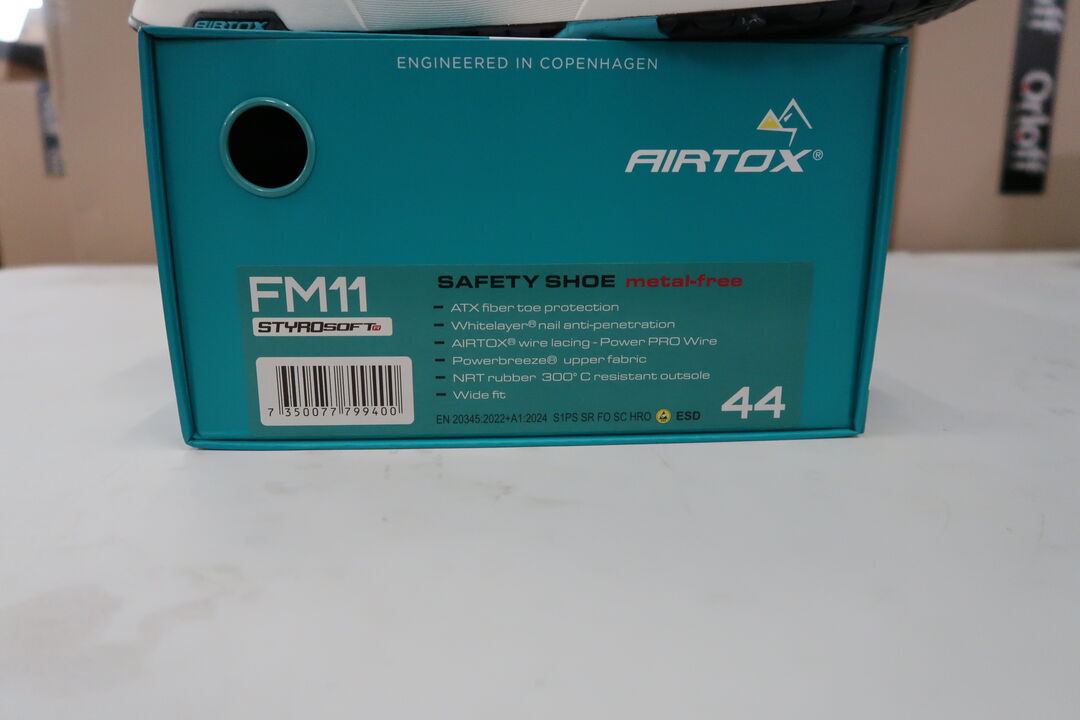 AIRTOX
ENGINEERED IN COPENHAGEN
AIRTOX®
Orloff
orloff
FM11
STYROSOFT
SAFETY SHOE metal-free
- ATX fiber toe protection
- Whitelayer® nail anti-penetration
- AIRTOX® wire lacing - Power PRO Wire
- Powerbreeze® upper fabric
- NRT rubber 300° C resistant outsole
- Wide fit
7 350077 799400
EN 20345:2022+A1:2024 S1PS SR FO SC HRO ESD
44